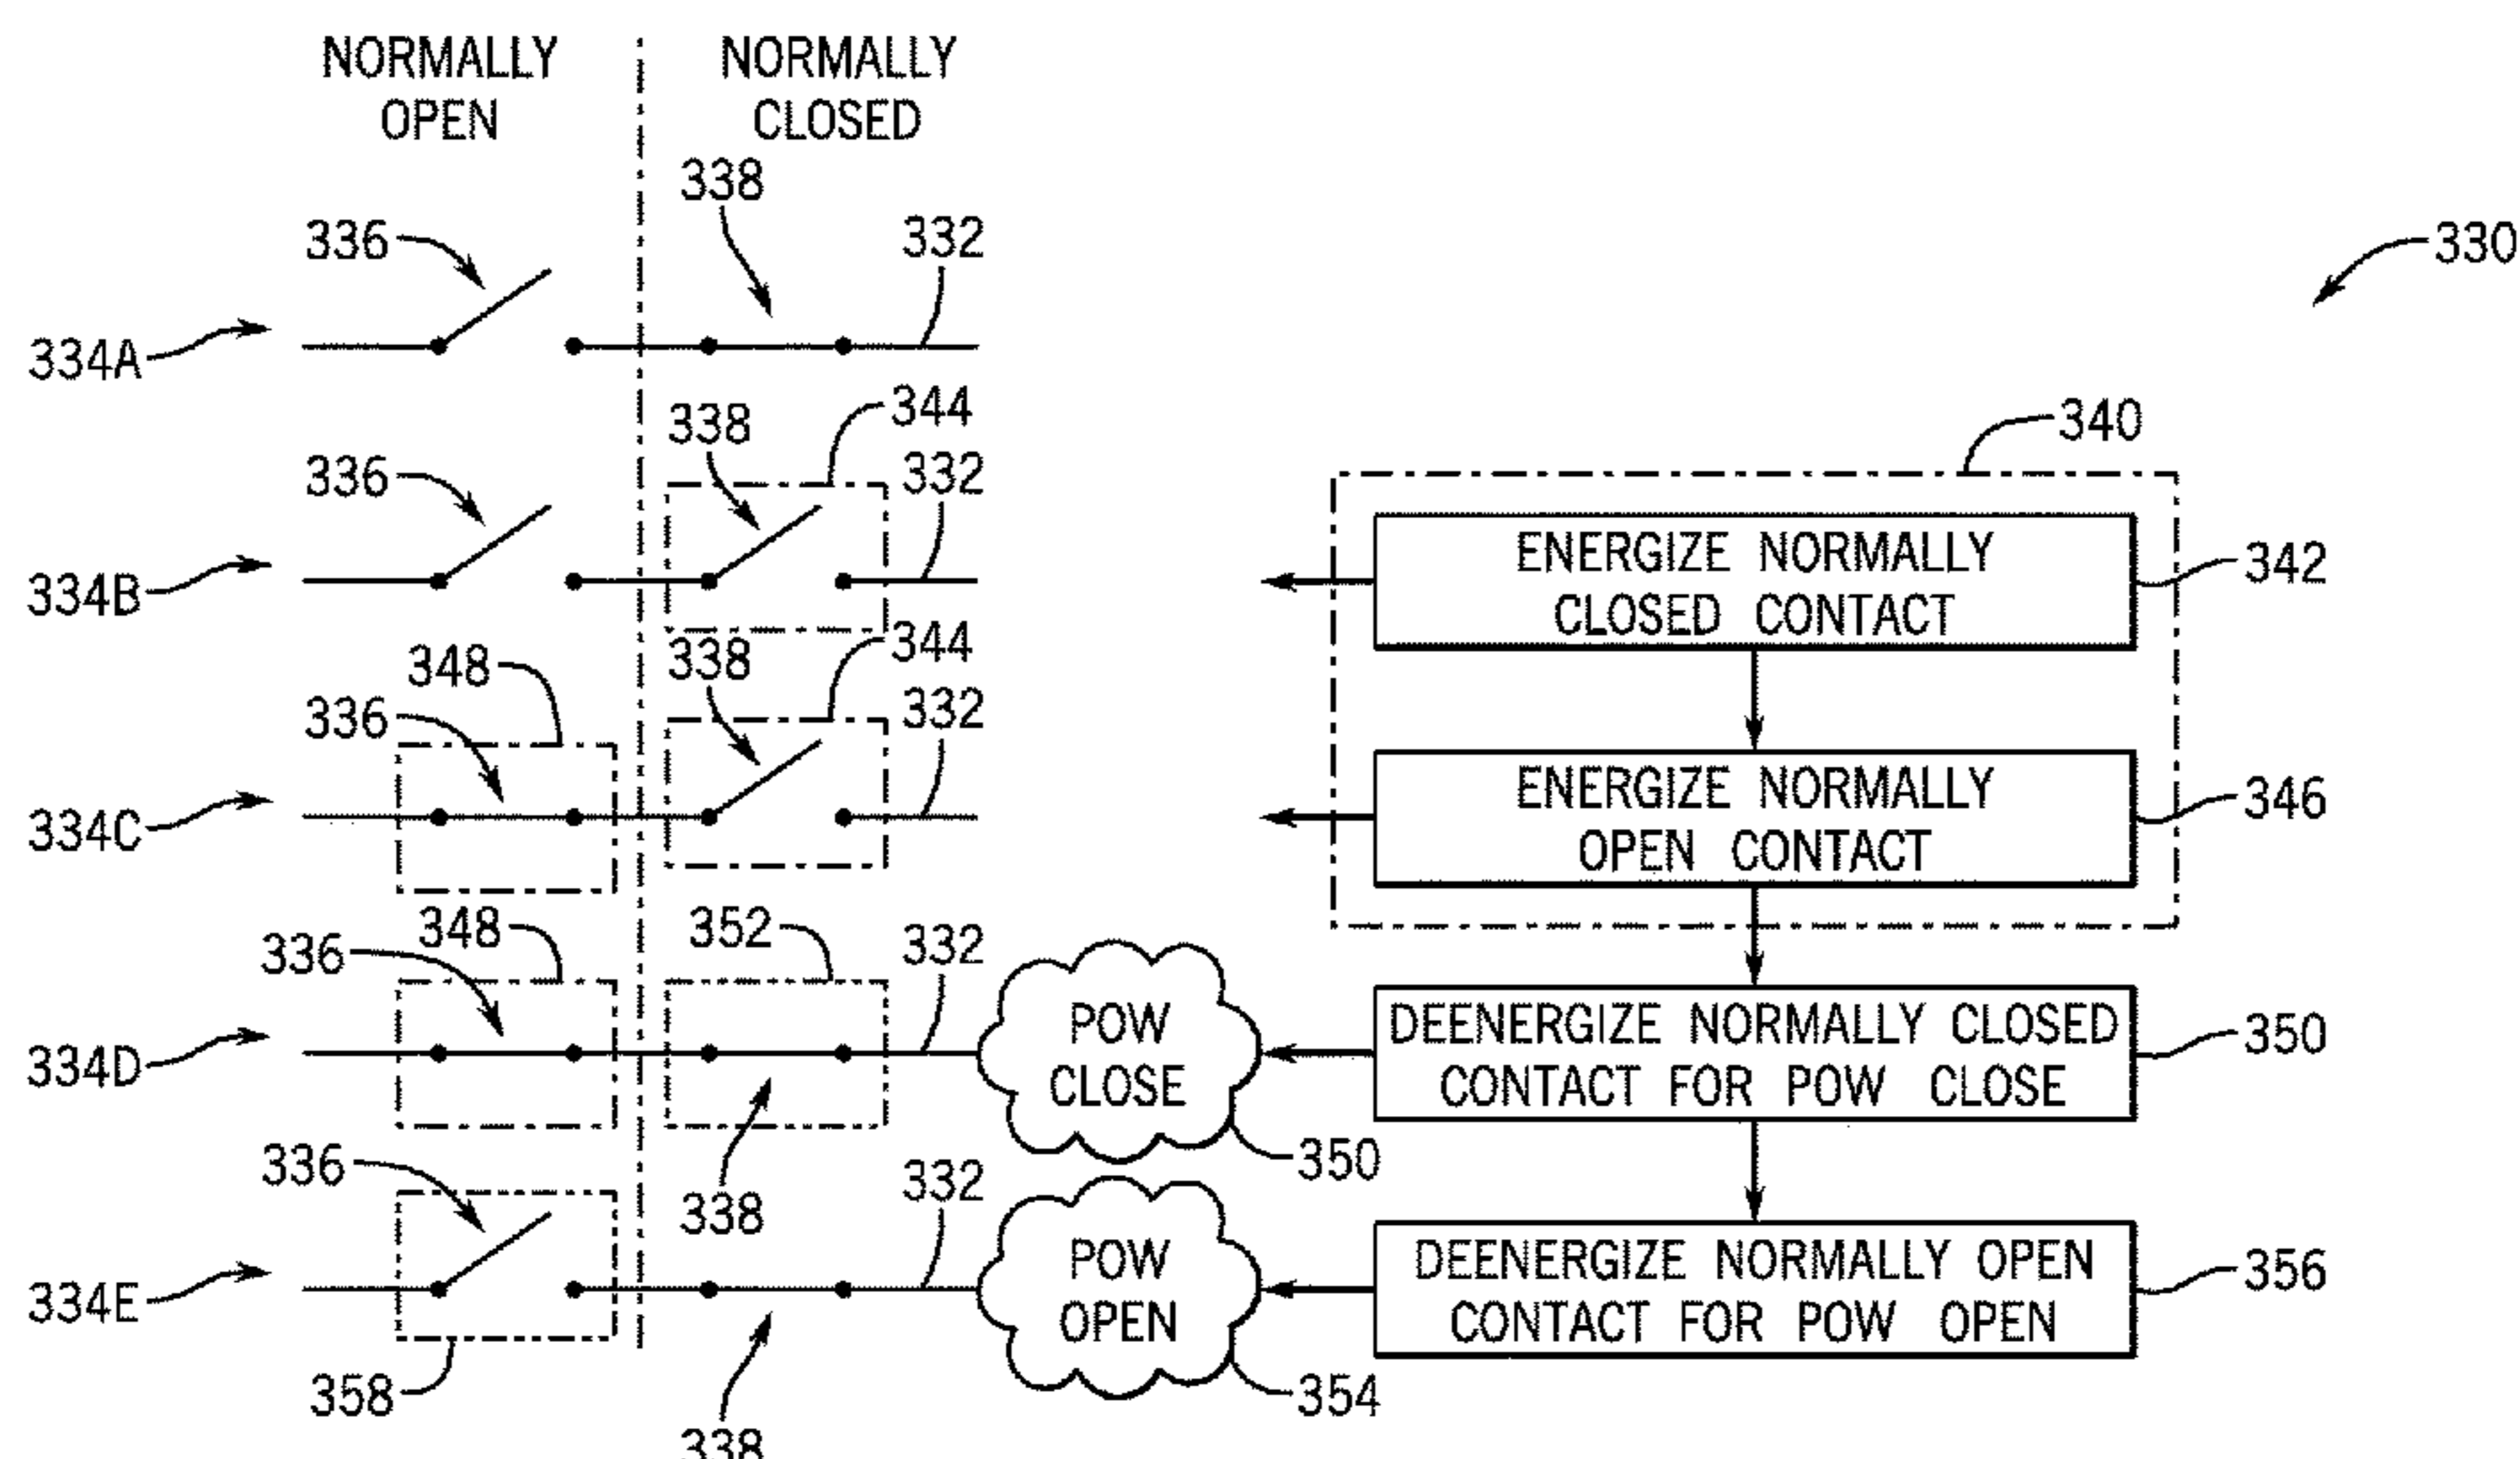 NORMALLY
OPEN
NORMALLY
CLOSED
338
336
332
330
334A
344
338
340
336
332
ENERGIZE NORMALLY
CLOSED CONTACT
342
334B
344
338
348
336
332
ENERGIZE NORMALLY
OPEN CONTACT
346
334C
348
352
336
332
POW
CLOSE
DEENERGIZE NORMALLY CLOSED
CONTACT FOR POW CLOSE
350
334D
350
336
338
332
POW
OPEN
DEENERGIZE NORMALLY OPEN
CONTACT FOR POW OPEN
356
334E
358
354
338